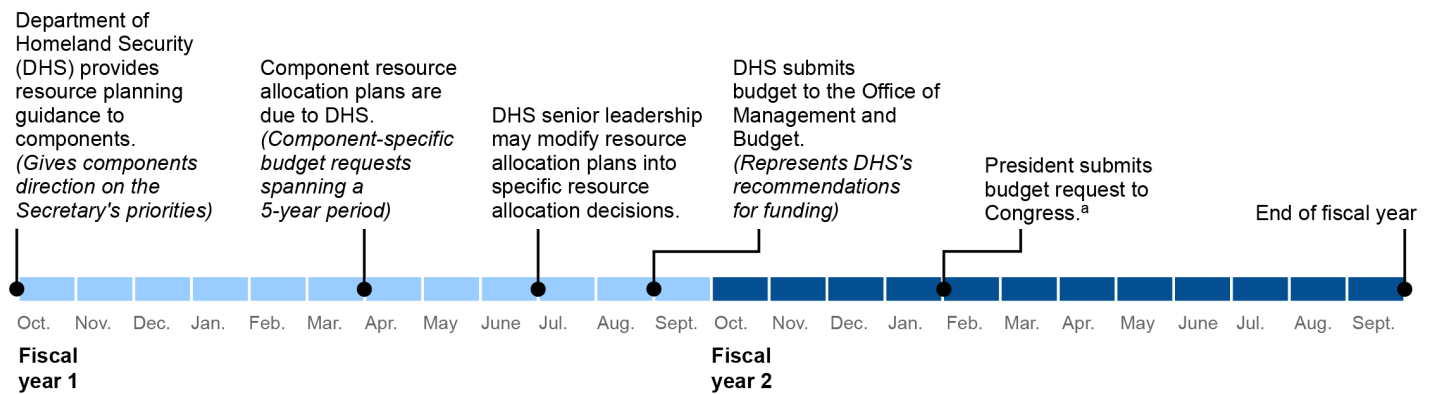 Department of
Homeland Security
(DHS) provides
resource planning
guidance to
components.
(Gives components
direction on the
Secretary's priorities)
Component resource
allocation plans are
due to DHS.
(Component-specific
budget requests
spanning a
5-year period)
DHS senior leadership
may modify resource
allocation plans into
specific resource
allocation decisions.
DHS submits
budget to the Office of
Management and
Budget.
(Represents DHS's
recommendations
for funding)
President submits
budget request to
Congress.ª
End of fiscal year
Oct. Nov. Dec. Jan. Feb. Mar. Apr. May June Jul. Aug. Sept. Oct. Nov. Dec. Jan. Feb. Mar. Apr. May June Jul. Aug. Sept.
Fiscal
year 1
Fiscal
year 2